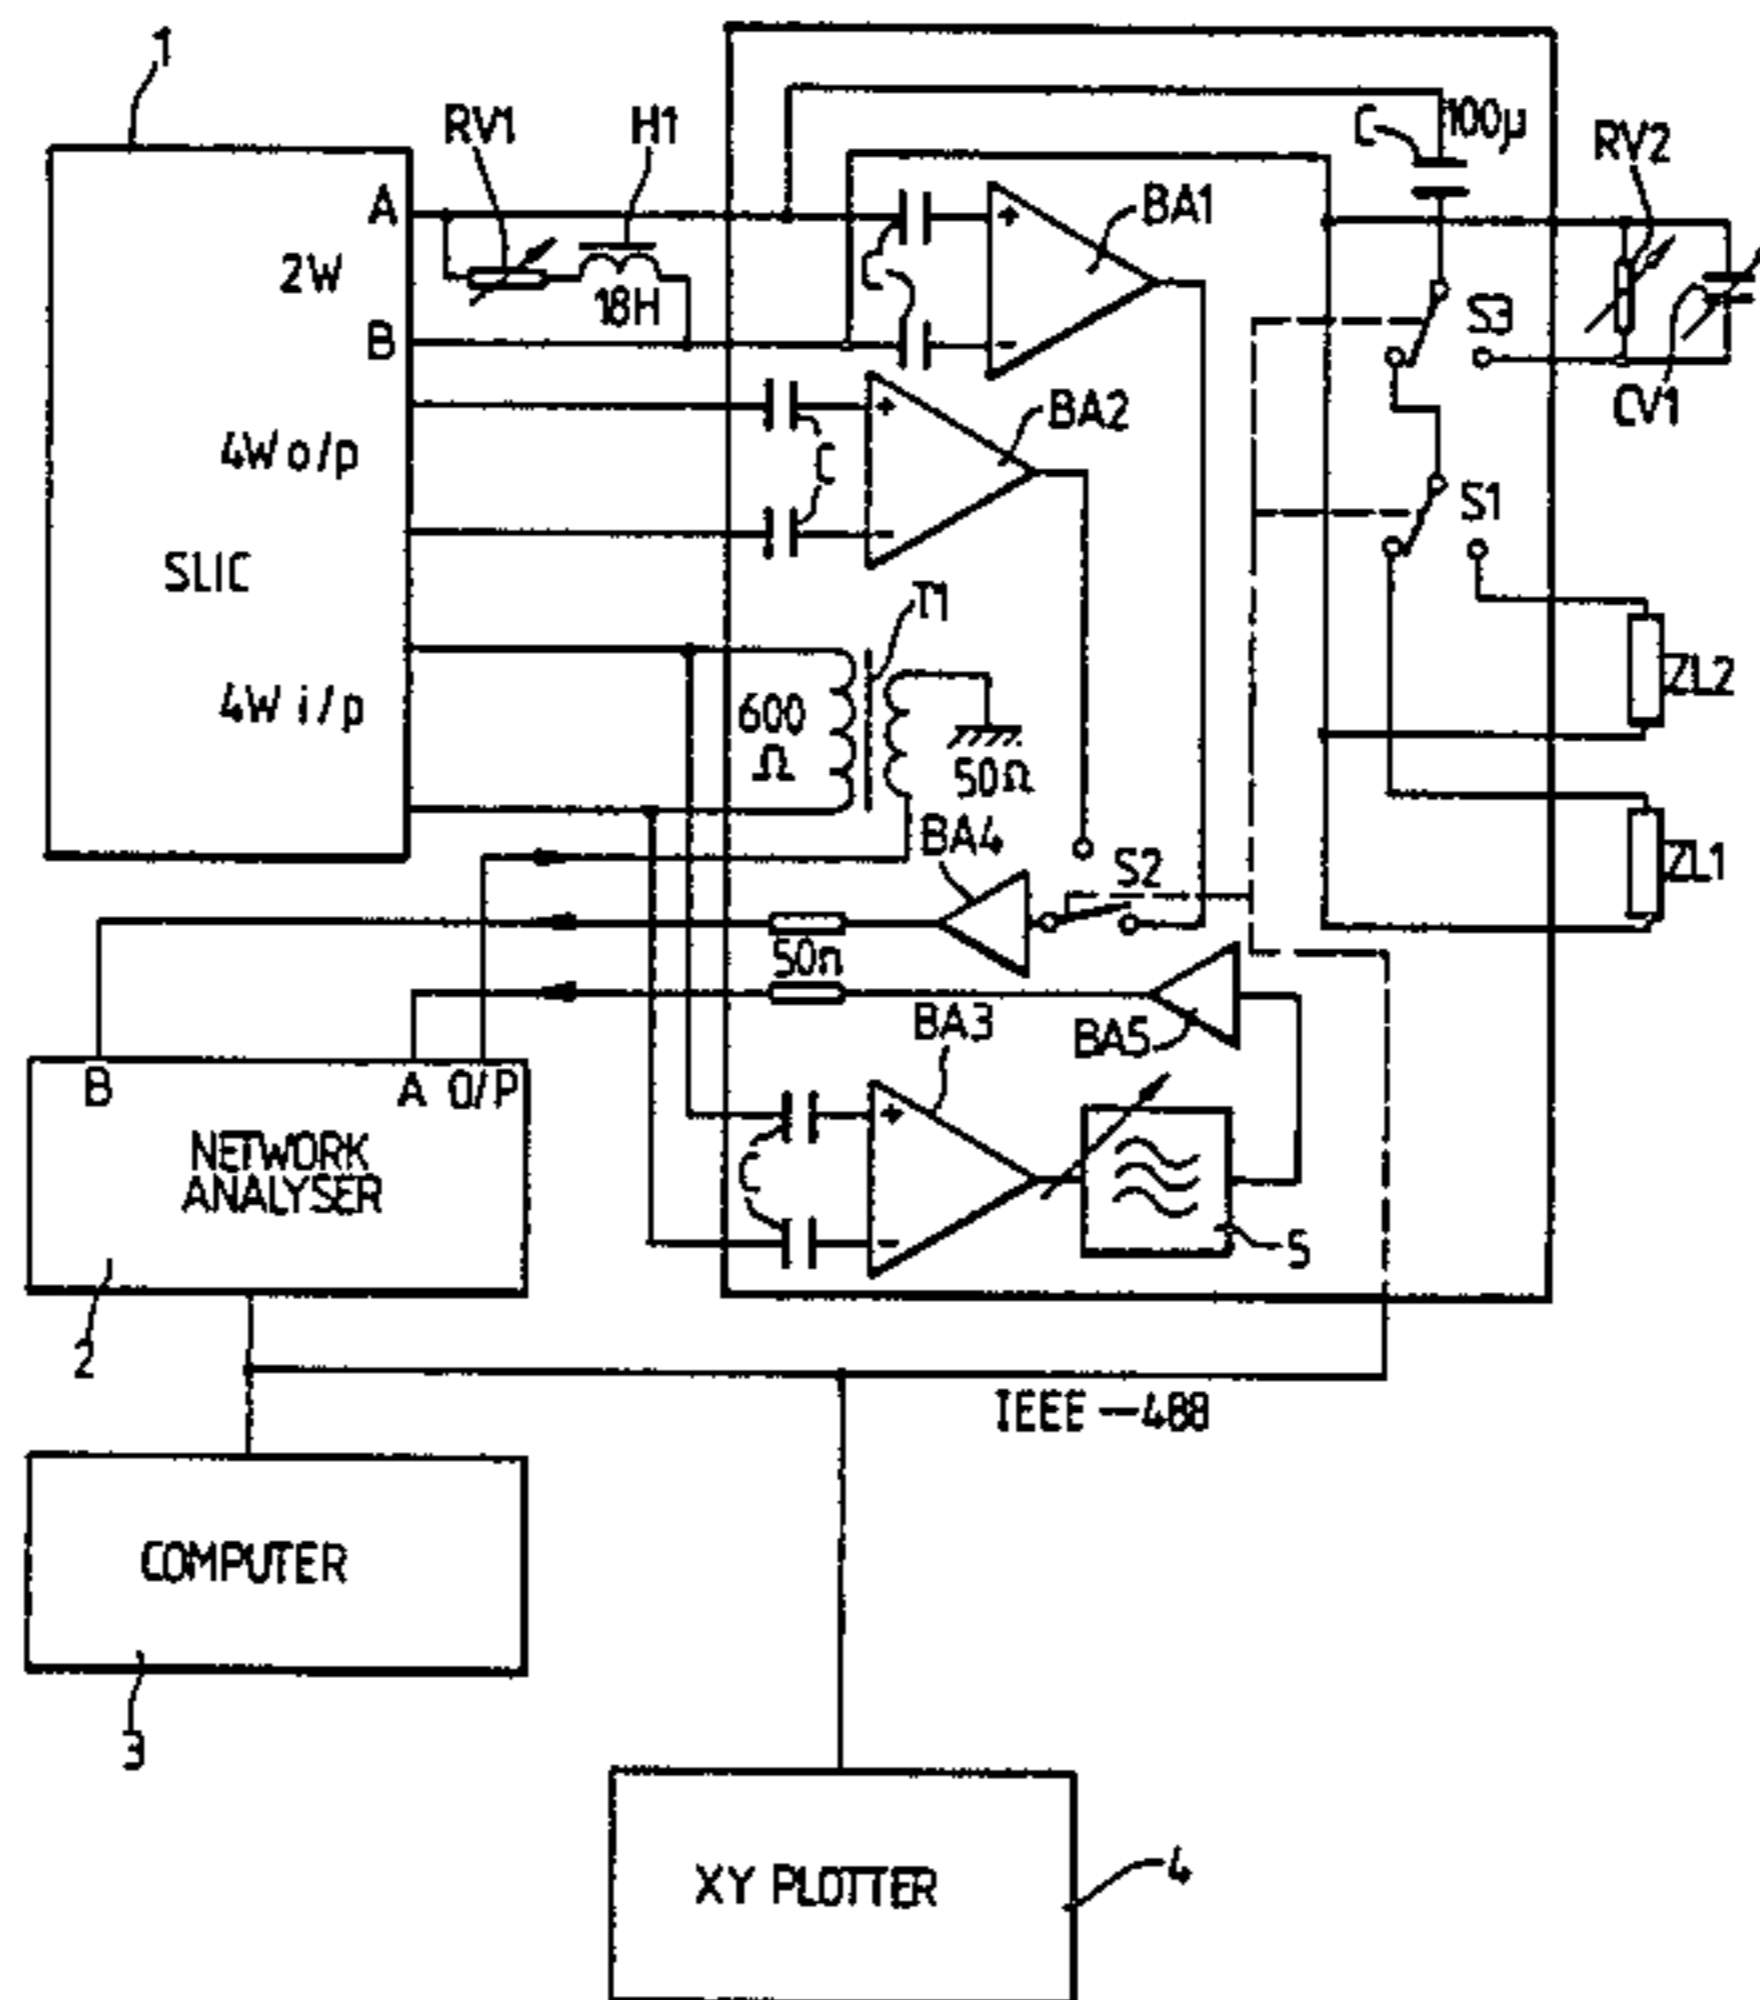 1
RV1
H1
C
100µ
RV2
A
2W
18H
C
+
BA1
B
-
S3
CV1
4W o/p
C
+
BA2
-
S1
SLIC
T1
4W i/p
600
Ω
50Ω
ZL2
BA4
S2
ZL1
50Ω
BA3
BA5
B
A
O/P
NETWORK
ANALYSER
C
+
-
5
2
IEEE-488
COMPUTER
3
XY PLOTTER
4